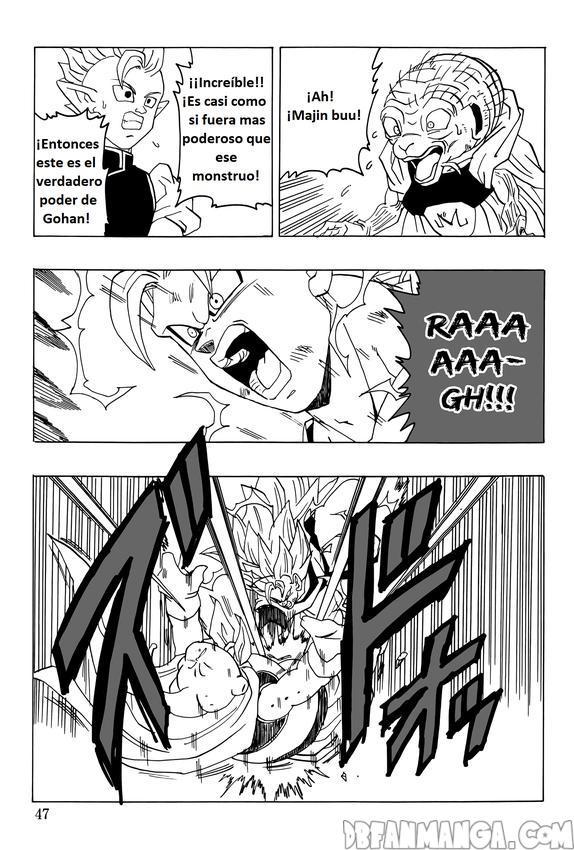 ¡¡Increíble!!
¡Es casi como
si fuera mas
poderoso que
ese
monstruo!
¡Entonces
este es el
verdadero
poder de
Gohan!
¡Ah!
¡Majin buu!
RAAA
AAA-
GH!!!
ズドオッ
47
DBFANMANGA.COM